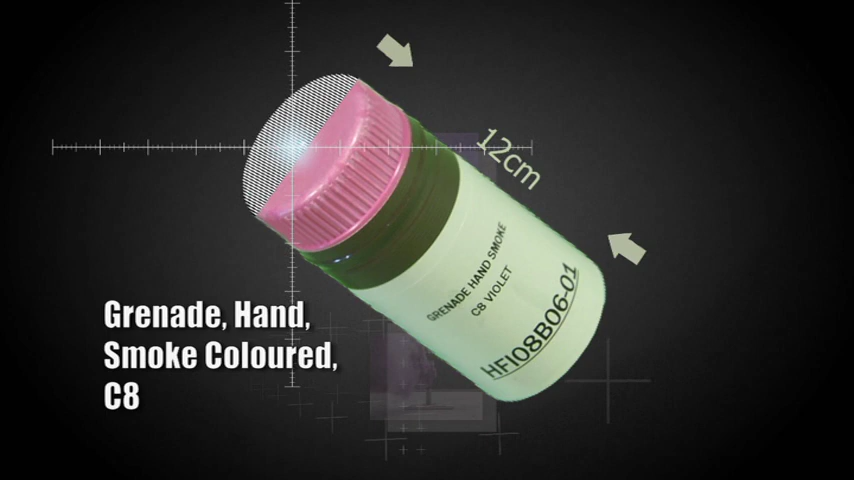 12cm
GRENADE HAND SMOKE
C8 VIOLET
HFI08B06-01
Grenade, Hand,
Smoke Coloured,
C8